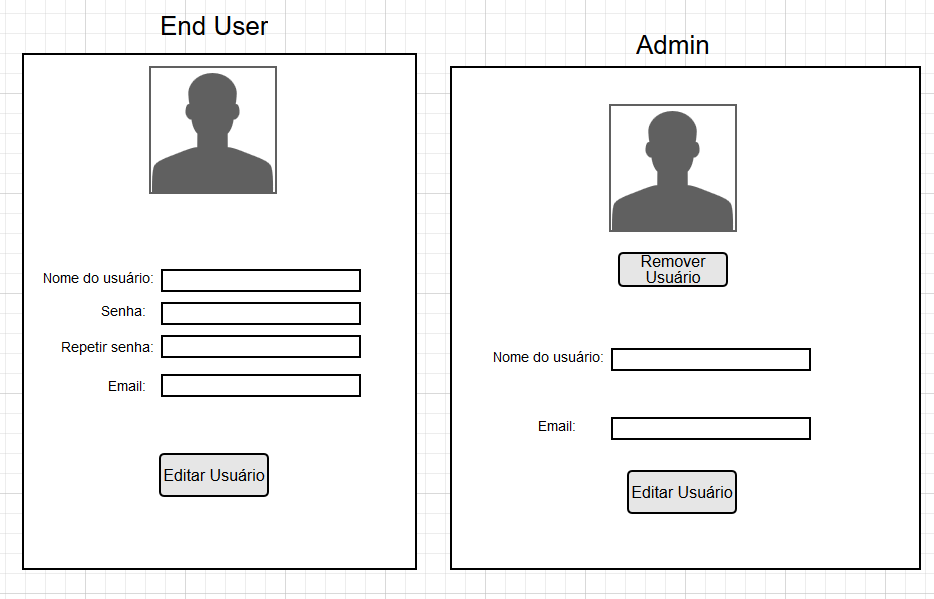 End User
Nome do usuário:
Senha:
Repetir senha:
Email:
Editar Usuário
Admin
Remover
Usuário
Nome do usuário:
Email:
Editar Usuário